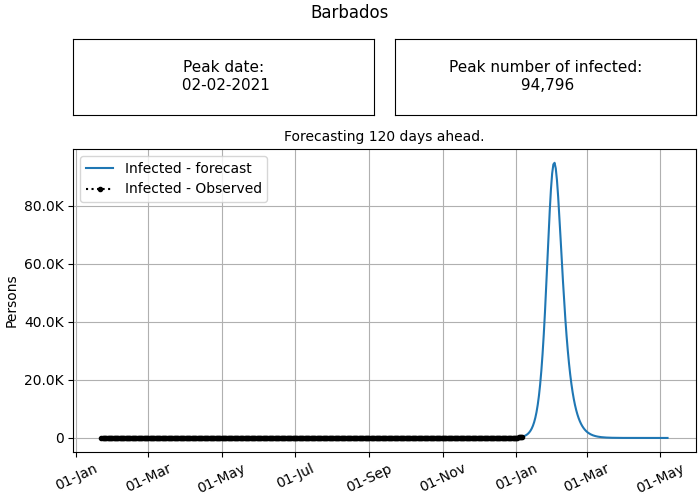 Barbados
Peak date:
02-02-2021
Peak number of infected:
94,796
Forecasting 120 days ahead.
Infected - forecast
Infected - Observed
Persons
80.0K
60.0K
40.0K
20.0K
0
01-Jan
01-Mar
01-May
01-Jul
01-Sep
01-Nov
01-Jan
01-Mar
01-May